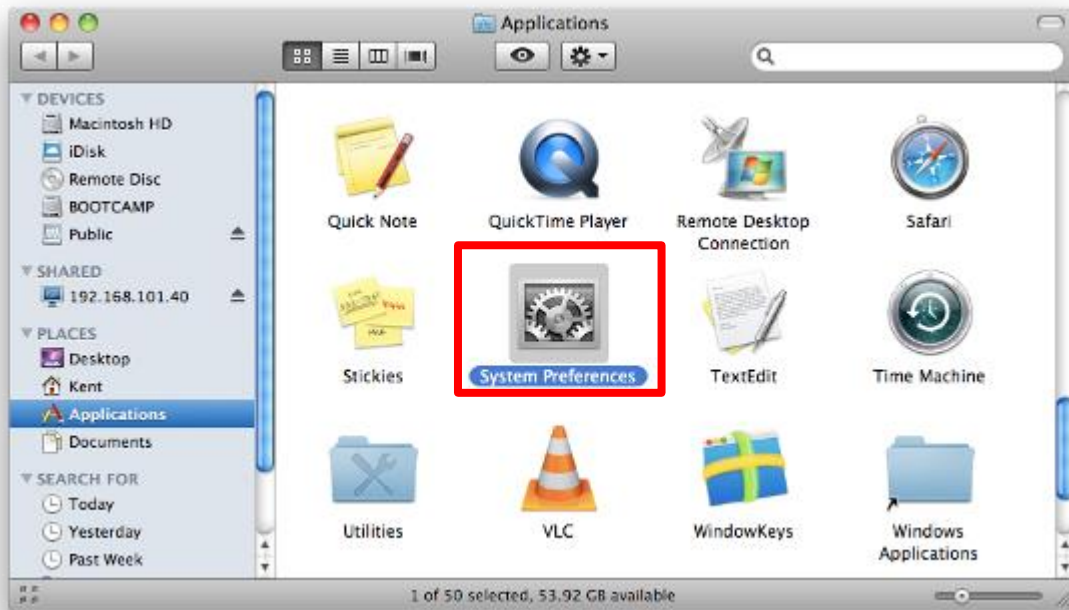 Applications
DEVICES
Macintosh HD
iDisk
Remote Disc
BOOTCAMP
Public
SHARED
192.168.101.40
PLACES
Desktop
Kent
Applications
Documents
SEARCH FOR
Today
Yesterday
Past Week
Quick Note
QuickTime Player
Remote Desktop
Connection
Safari
Stickies
System Preferences
TextEdit
Time Machine
Utilities
VLC
WindowKeys
Windows
Applications
1 of 50 selected, 53.92 GB available